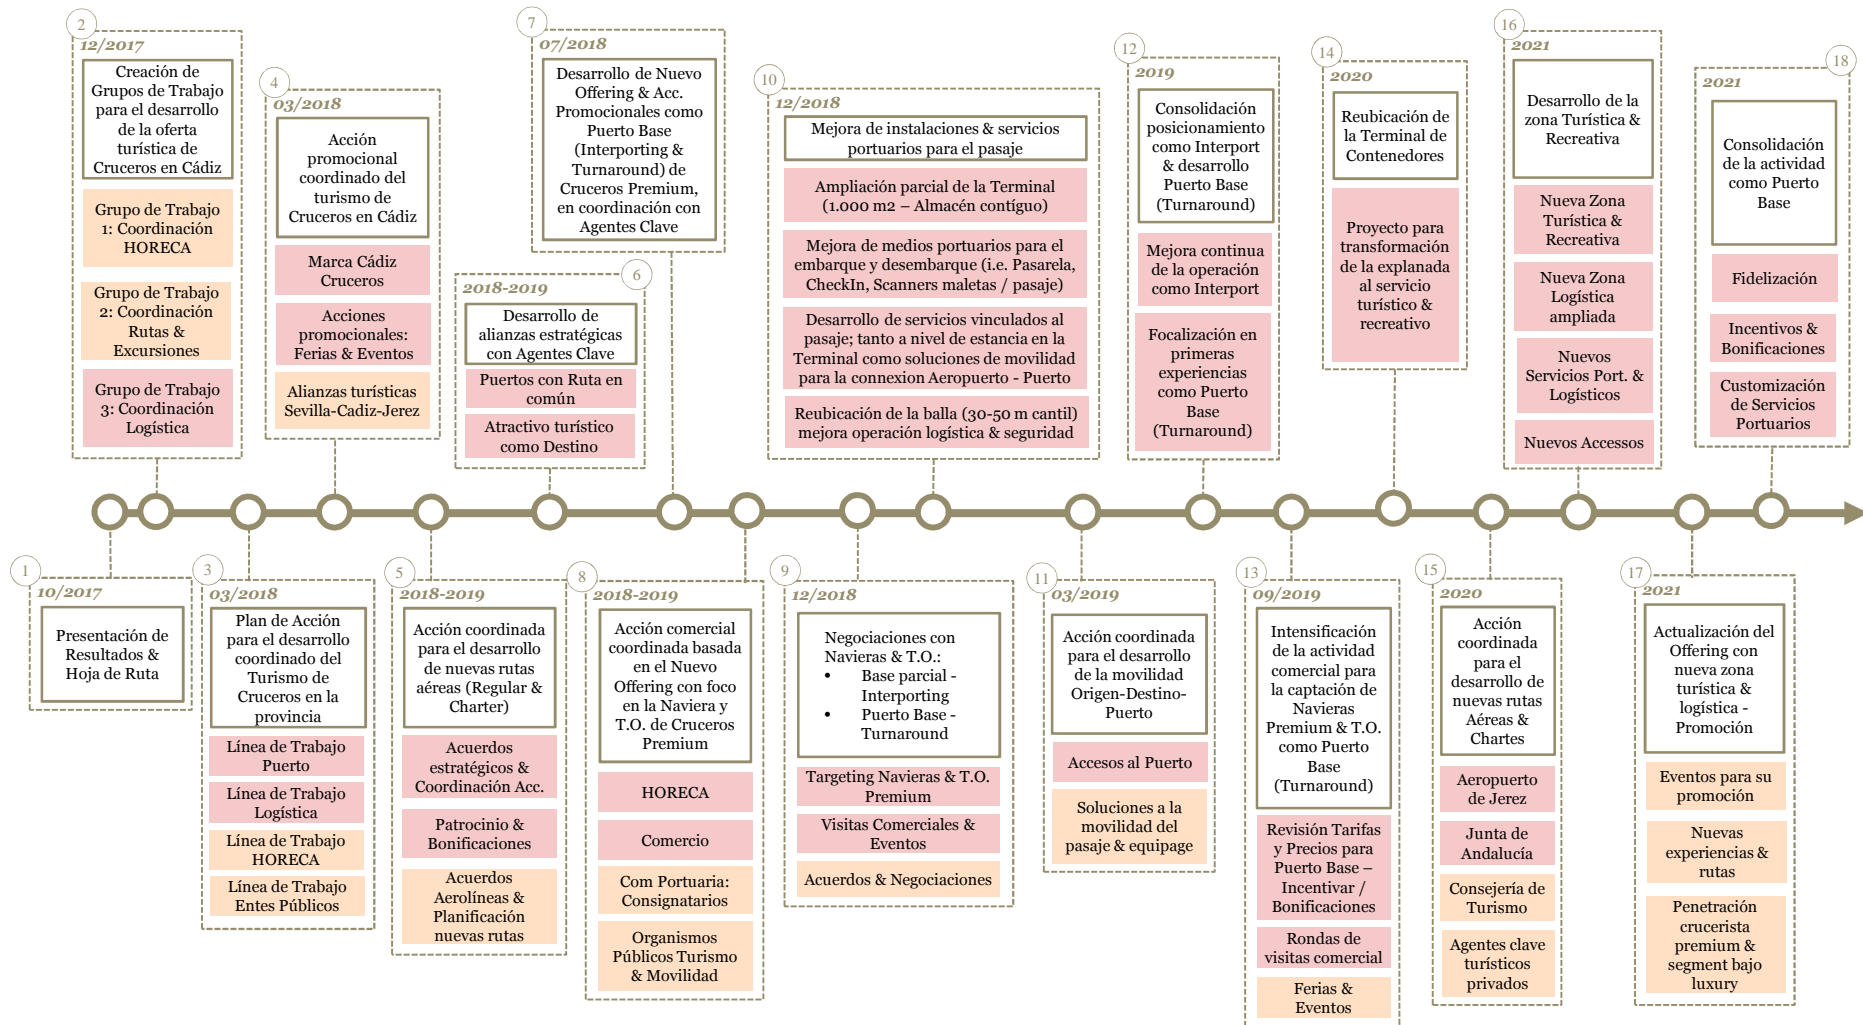 2
12/2017
Creación de
Grupos de Trabajo
para el desarrollo
de la oferta
turística de
Cruceros en Cádiz
Grupo de Trabajo
1: Coordinación
HORECA
Grupo de Trabajo
2: Coordinación
Rutas &
Excursiones
Grupo de Trabajo
3: Coordinación
Logística
4
03/2018
Acción
promocional
coordinado del
turismo de
Cruceros en Cádiz
Marca Cádiz
Cruceros
Acciones
promocionales:
Ferias & Eventos
Alianzas turísticas
Sevilla-Cadiz-Jerez
6
2018-2019
Desarrollo de
alianzas estratégicas
con Agentes Clave
Puertos con Ruta en
común
Atractivo turístico
como Destino
7
07/2018
Desarrollo de Nuevo
Offering & Acc.
Promocionales como
Puerto Base
(Interporting &
Turnaround) de
Cruceros Premium,
en coordinación con
Agentes Clave
10
12/2018
Mejora de instalaciones & servicios
portuarios para el pasaje
Ampliación parcial de la Terminal
(1.000 m2 – Almacén contíguo)
Mejora de medios portuarios para el
embarque y desembarque (i.e. Pasarela,
CheckIn, Scanners maletas / pasaje)
Desarrollo de servicios vinculados al
pasaje; tanto a nivel de estancia en la
Terminal como soluciones de movilidad
para la connexion Aeropuerto - Puerto
Reubicación de la balla (30-50 m cantil)
mejora operación logística & seguridad
12
2019
Consolidación
posicionamiento
como Interport
& desarrollo
Puerto Base
(Turnaround)
Mejora continua
de la operación
como Interport
Focalización en
primeras
experiencias
como Puerto
Base
(Turnaround)
14
2020
Reubicación de
la Terminal de
Contenedores
Proyecto para
transformación
de la explanada
al servicio
turístico &
recreativo
16
2021
Desarrollo de la
zona Turística &
Recreativa
Nueva Zona
Turística &
Recreativa
Nueva Zona
Logística
ampliada
Nuevos
Servicios Port. &
Logísticos
Nuevos Accessos
18
2021
Consolidación
de la actividad
como Puerto
Base
Fidelización
Incentivos &
Bonificaciones
Customización
de Servicios
Portuarios
1
10/2017
Presentación de
Resultados &
Hoja de Ruta
3
03/2018
Plan de Acción
para el desarrollo
coordinado del
Turismo de
Cruceros en la
provincia
Línea de Trabajo
Puerto
Línea de Trabajo
Logística
Línea de Trabajo
HORECA
Línea de Trabajo
Entes Públicos
5
2018-2019
Acción coordinada
para el desarrollo
de nuevas rutas
aéreas (Regular &
Charter)
Acuerdos
estratégicos &
Coordinación Acc.
Patrocinio &
Bonificaciones
Acuerdos
Aerolíneas &
Planificación
nuevas rutas
8
2018-2019
Acción comercial
coordinada basada
en el Nuevo
Offering con foco
en la Naviera y
T.O. de Cruceros
Premium
HORECA
Comercio
Com Portuaria:
Consignatarios
Organismos
Públicos Turismo
& Movilidad
9
12/2018
Negociaciones con
Navieras & T.O.:
• Base parcial -
Interporting
• Puerto Base -
Turnaround
Targeting Navieras & T.O.
Premium
Visitas Comerciales &
Eventos
Acuerdos & Negociaciones
11
03/2019
Acción coordinada
para el desarrollo
de la movilidad
Origen-Destino-
Puerto
Accesos al Puerto
Soluciones a la
movilidad del
pasaje & equipage
13
09/2019
Intensificación
de la actividad
comercial para
la captación de
Navieras
Premium & T.O.
como Puerto
Base
(Turnaround)
Revisión Tarifas
y Precios para
Puerto Base –
Incentivar /
Bonificaciones
Rondas de
visitas comercial
Ferias &
Eventos
15
2020
Acción
coordinada
para el
desarrollo de
nuevas rutas
Aéreas &
Chartes
Aeropuerto
de Jerez
Junta de
Andalucía
Consejería de
Turismo
Agentes clave
turísticos
privados
17
2021
Actualización del
Offering con
nueva zona
turística &
logística -
Promoción
Eventos para su
promoción
Nuevas
experiencias &
rutas
Penetración
crucerista
premium &
segment bajo
luxury